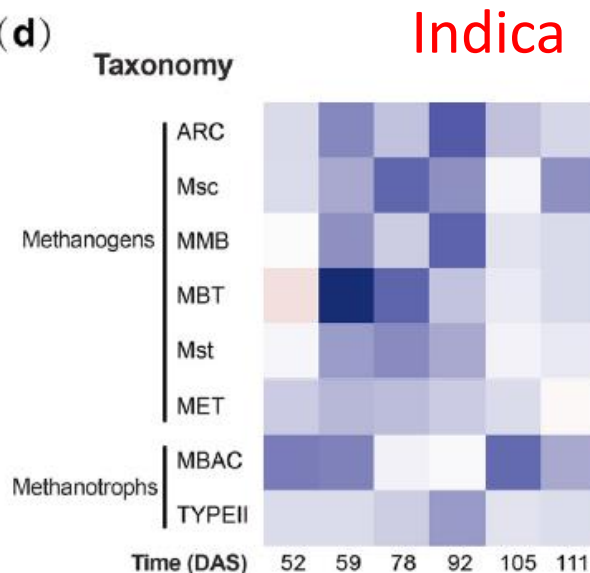 (d)
Indica
Taxonomy
ARC
Msc
Methanogens
MMB
MBT
Mst
MET
MBAC
Methanotrophs
TYPEII
Time (DAS) 52 59 78 92 105 111